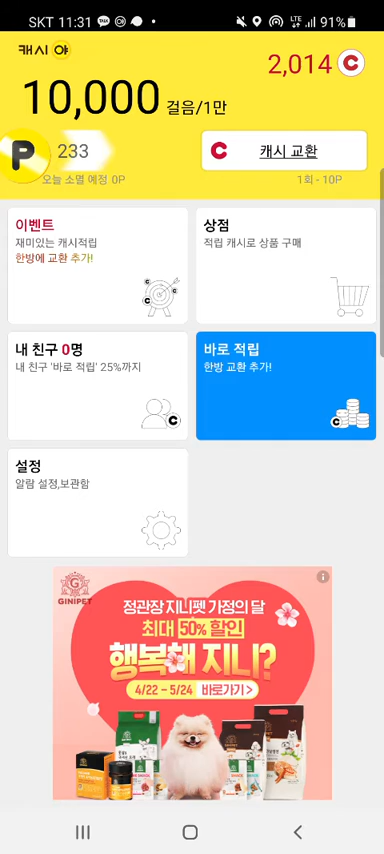 SKT 11:31 TALK LTE 91%
캐시야
2,014 C
10,000 걸음/1만
P 233
C 캐시 교환
오늘 소멸 예정 0P
1회 - 10P
이벤트
재미있는 캐시적립
한방에 교환 추가!
상점
적립 캐시로 상품 구매
내 친구 0명
내 친구 '바로 적립' 25%까지
바로 적립
한방 교환 추가!
설정
알람 설정,보관함
GINIPET
정관장 지니펫 가정의 달
최대 50% 할인
행복해 지니?
4/22 – 5/24 바로가기 >